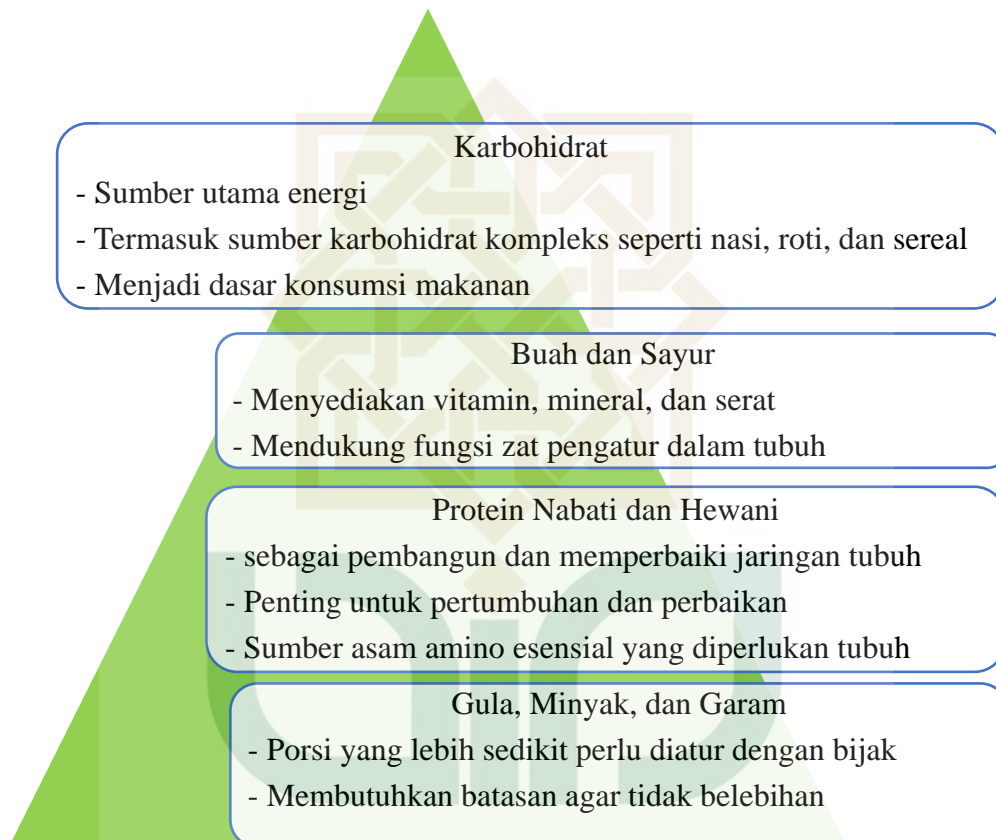 Karbohidrat
- Sumber utama energi
- Termasuk sumber karbohidrat kompleks seperti nasi, roti, dan sereal
- Menjadi dasar konsumsi makanan
Buah dan Sayur
- Menyediakan vitamin, mineral, dan serat
- Mendukung fungsi zat pengatur dalam tubuh
Protein Nabati dan Hewani
- sebagai pembangun dan memperbaiki jaringan tubuh
- Penting untuk pertumbuhan dan perbaikan
- Sumber asam amino esensial yang diperlukan tubuh
Gula, Minyak, dan Garam
- Porsi yang lebih sedikit perlu diatur dengan bijak
- Membutuhkan batasan agar tidak belebihan